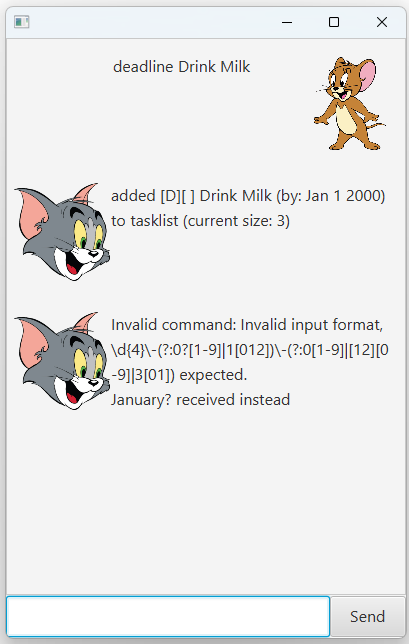 deadline Drink Milk
added [D][ ] Drink Milk (by: Jan 1 2000)
to tasklist (current size: 3)
Invalid command: Invalid input format,
\d{4}\-(?:0?[1-9]|1[012])\-(?:0[1-9]|[12][0
-9]|3[01]) expected.
January? received instead
Send